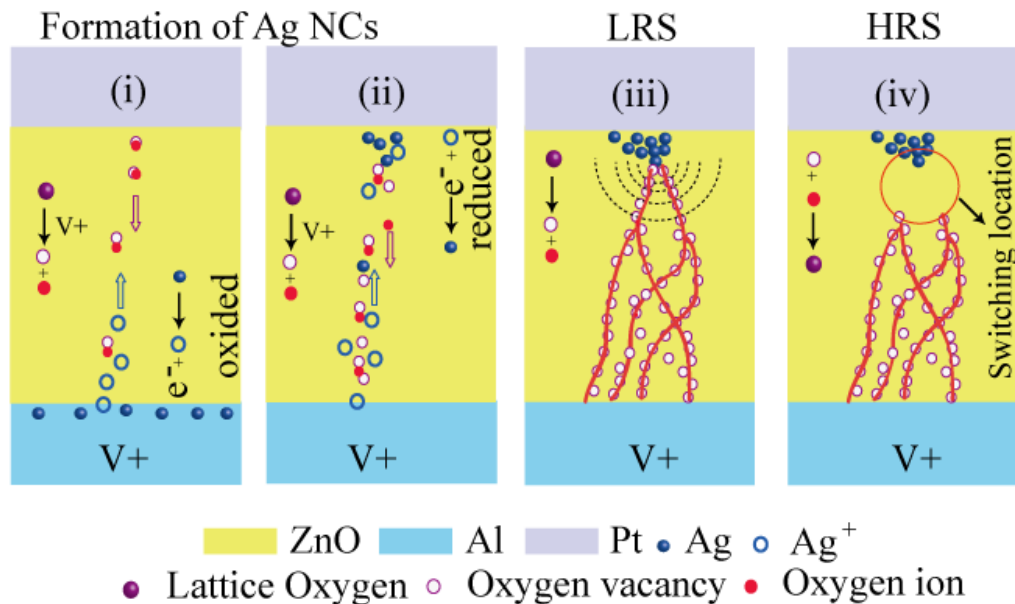 Formation of Ag NCs
LRS
HRS
(i)
(ii)
(iii)
(iv)
V+
+
e⁻+
oxided
V+
V+
+
e⁻+
reduced
V+
+
V+
+
Switching location
V+
ZnO Al Pt Ag Ag⁺
Lattice Oxygen Oxygen vacancy Oxygen ion